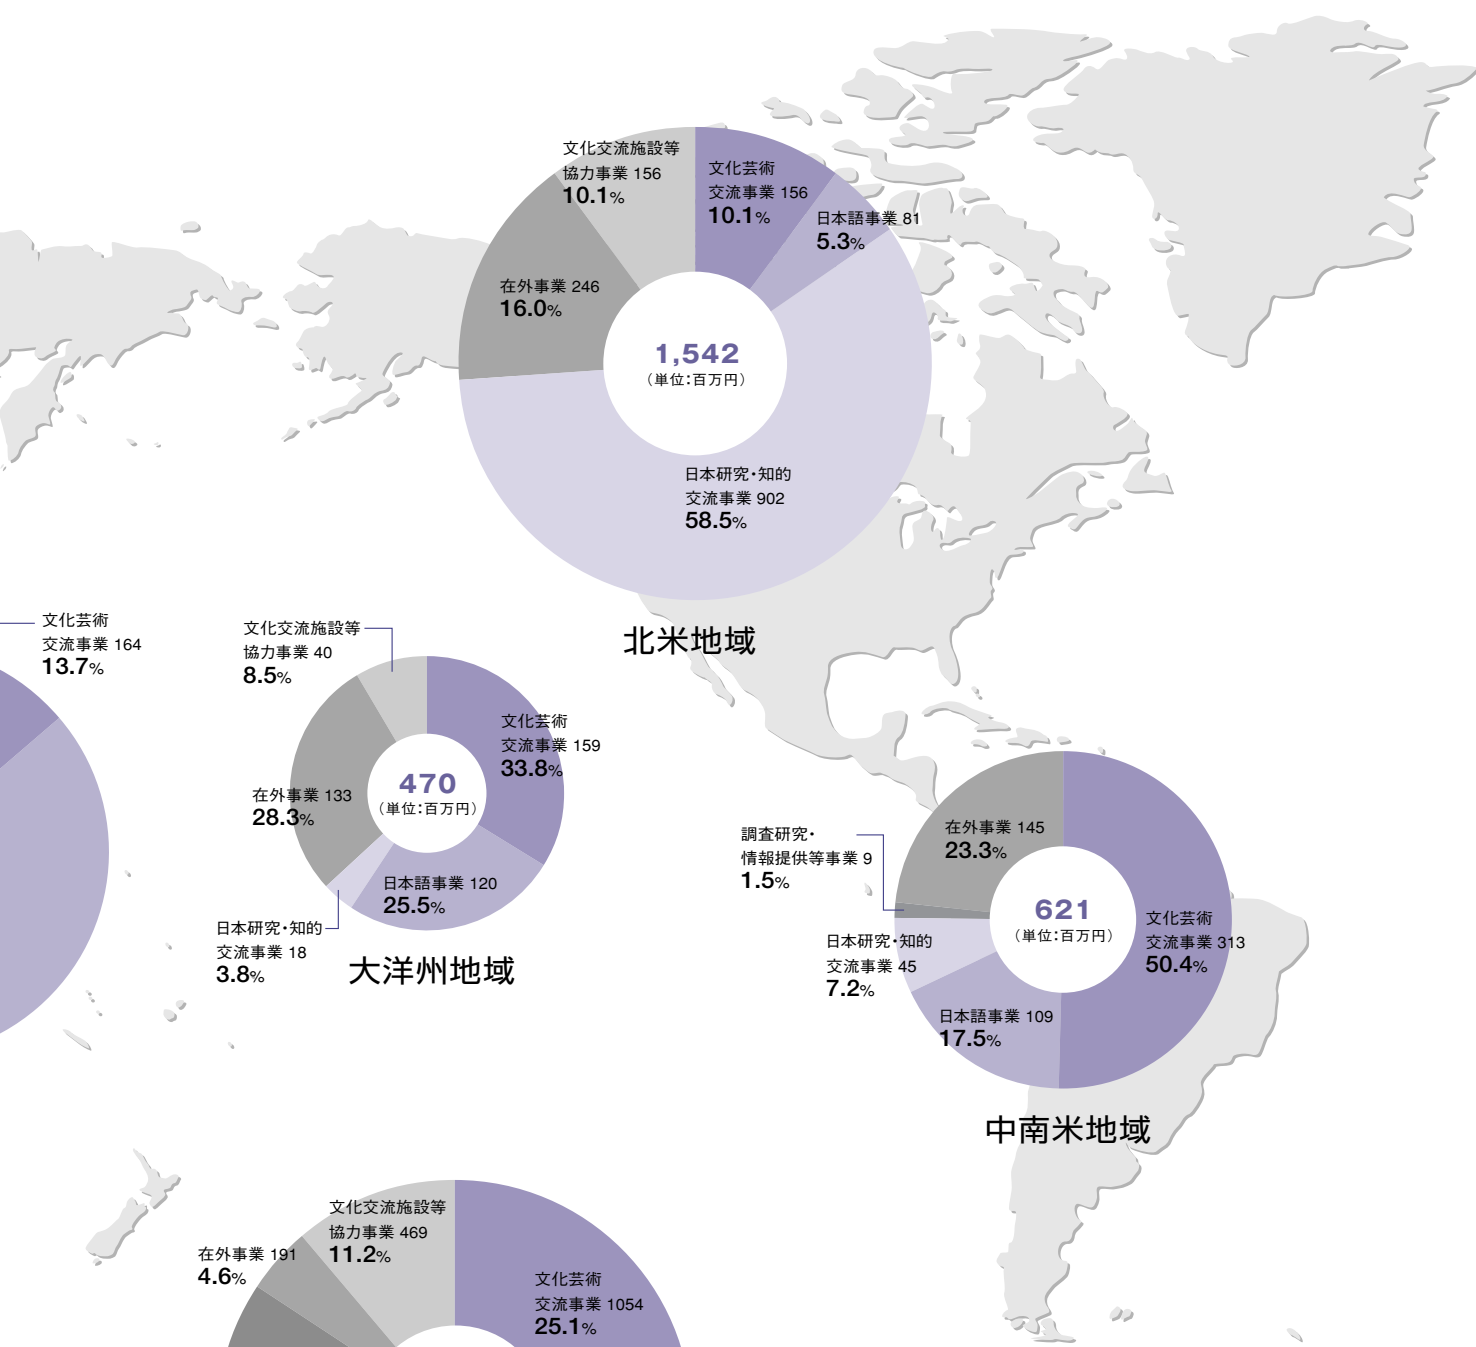 文化交流施設等
協力事業 156
10.1%
文化芸術
交流事業 156
10.1%
日本語事業 81
5.3%
在外事業 246
16.0%
1,542
（単位：百万円）
日本研究・知的
交流事業 902
58.5%
北米地域
文化芸術
交流事業 164
13.7%
文化交流施設等
協力事業 40
8.5%
文化芸術
交流事業 159
33.8%
470
（単位：百万円）
在外事業 133
28.3%
日本語事業 120
25.5%
日本研究・知的
交流事業 18
3.8%
大洋州地域
在外事業 145
23.3%
調査研究・
情報提供等事業 9
1.5%
621
（単位：百万円）
文化芸術
交流事業 313
50.4%
日本研究・知的
交流事業 45
7.2%
日本語事業 109
17.5%
中南米地域
文化交流施設等
協力事業 469
11.2%
在外事業 191
4.6%
文化芸術
交流事業 1054
25.1%